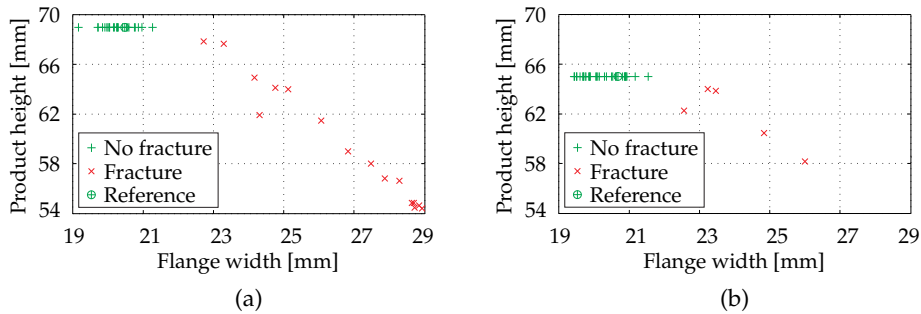 70
66
62
58
54
Product height [mm]
No fracture
Fracture
Reference
19 21 23 25 27 29
Flange width [mm]
(a)
70
66
62
58
54
Product height [mm]
No fracture
Fracture
Reference
19 21 23 25 27 29
Flange width [mm]
(b)